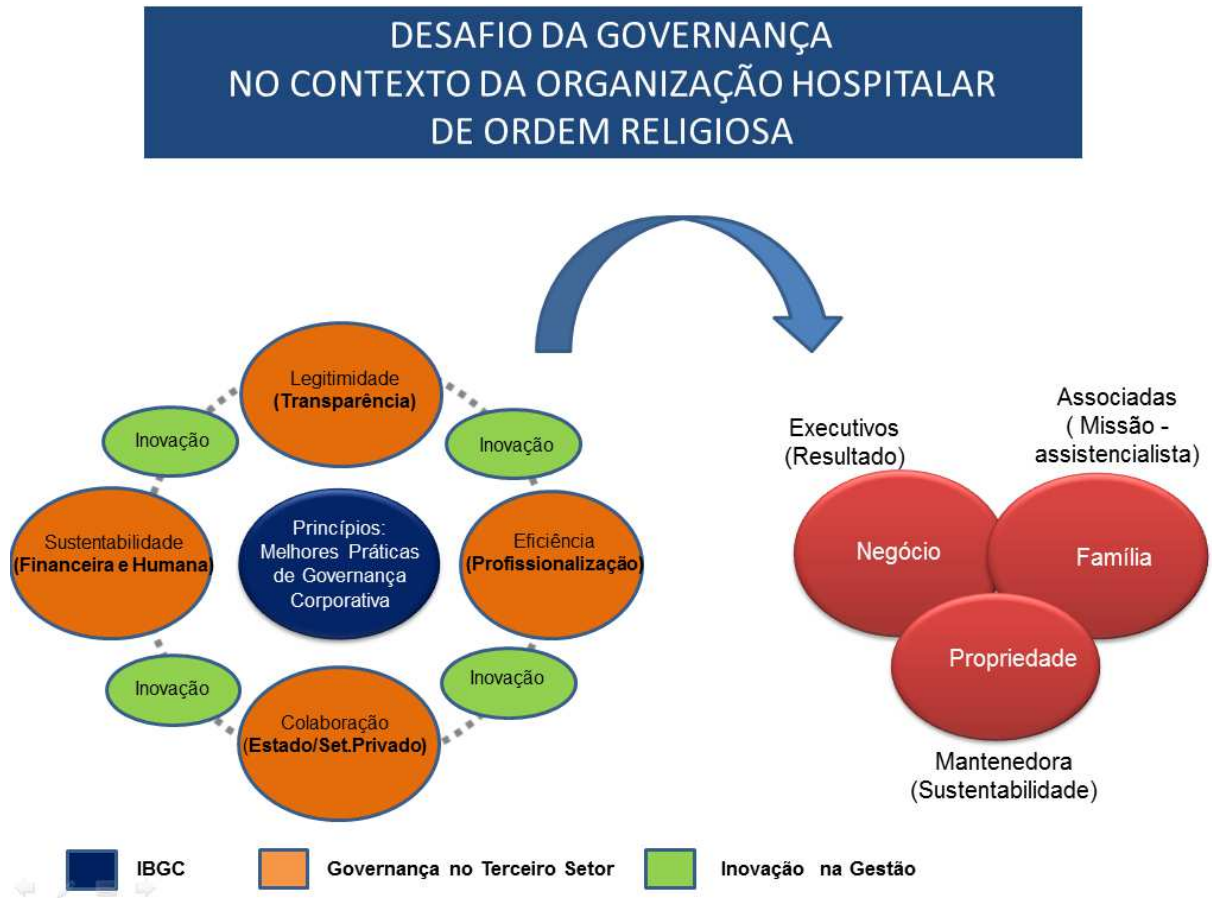 DESAFIO DA GOVERNANÇA
NO CONTEXTO DA ORGANIZAÇÃO HOSPITALAR
DE ORDEM RELIGIOSA
Legitimidade
(Transparência)
Inovação
Inovação
Sustentabilidade
(Financeira e Humana)
Princípios:
Melhores Práticas
de Governança
Corporativa
Eficiência
(Profissionalização)
Inovação
Inovação
Colaboração
(Estado/Set.Privado)
Executivos
(Resultado)
Associadas
( Missão -
assistencialista)
Negócio
Família
Propriedade
Mantenedora
(Sustentabilidade)
IBGC
Governança no Terceiro Setor
Inovação na Gestão